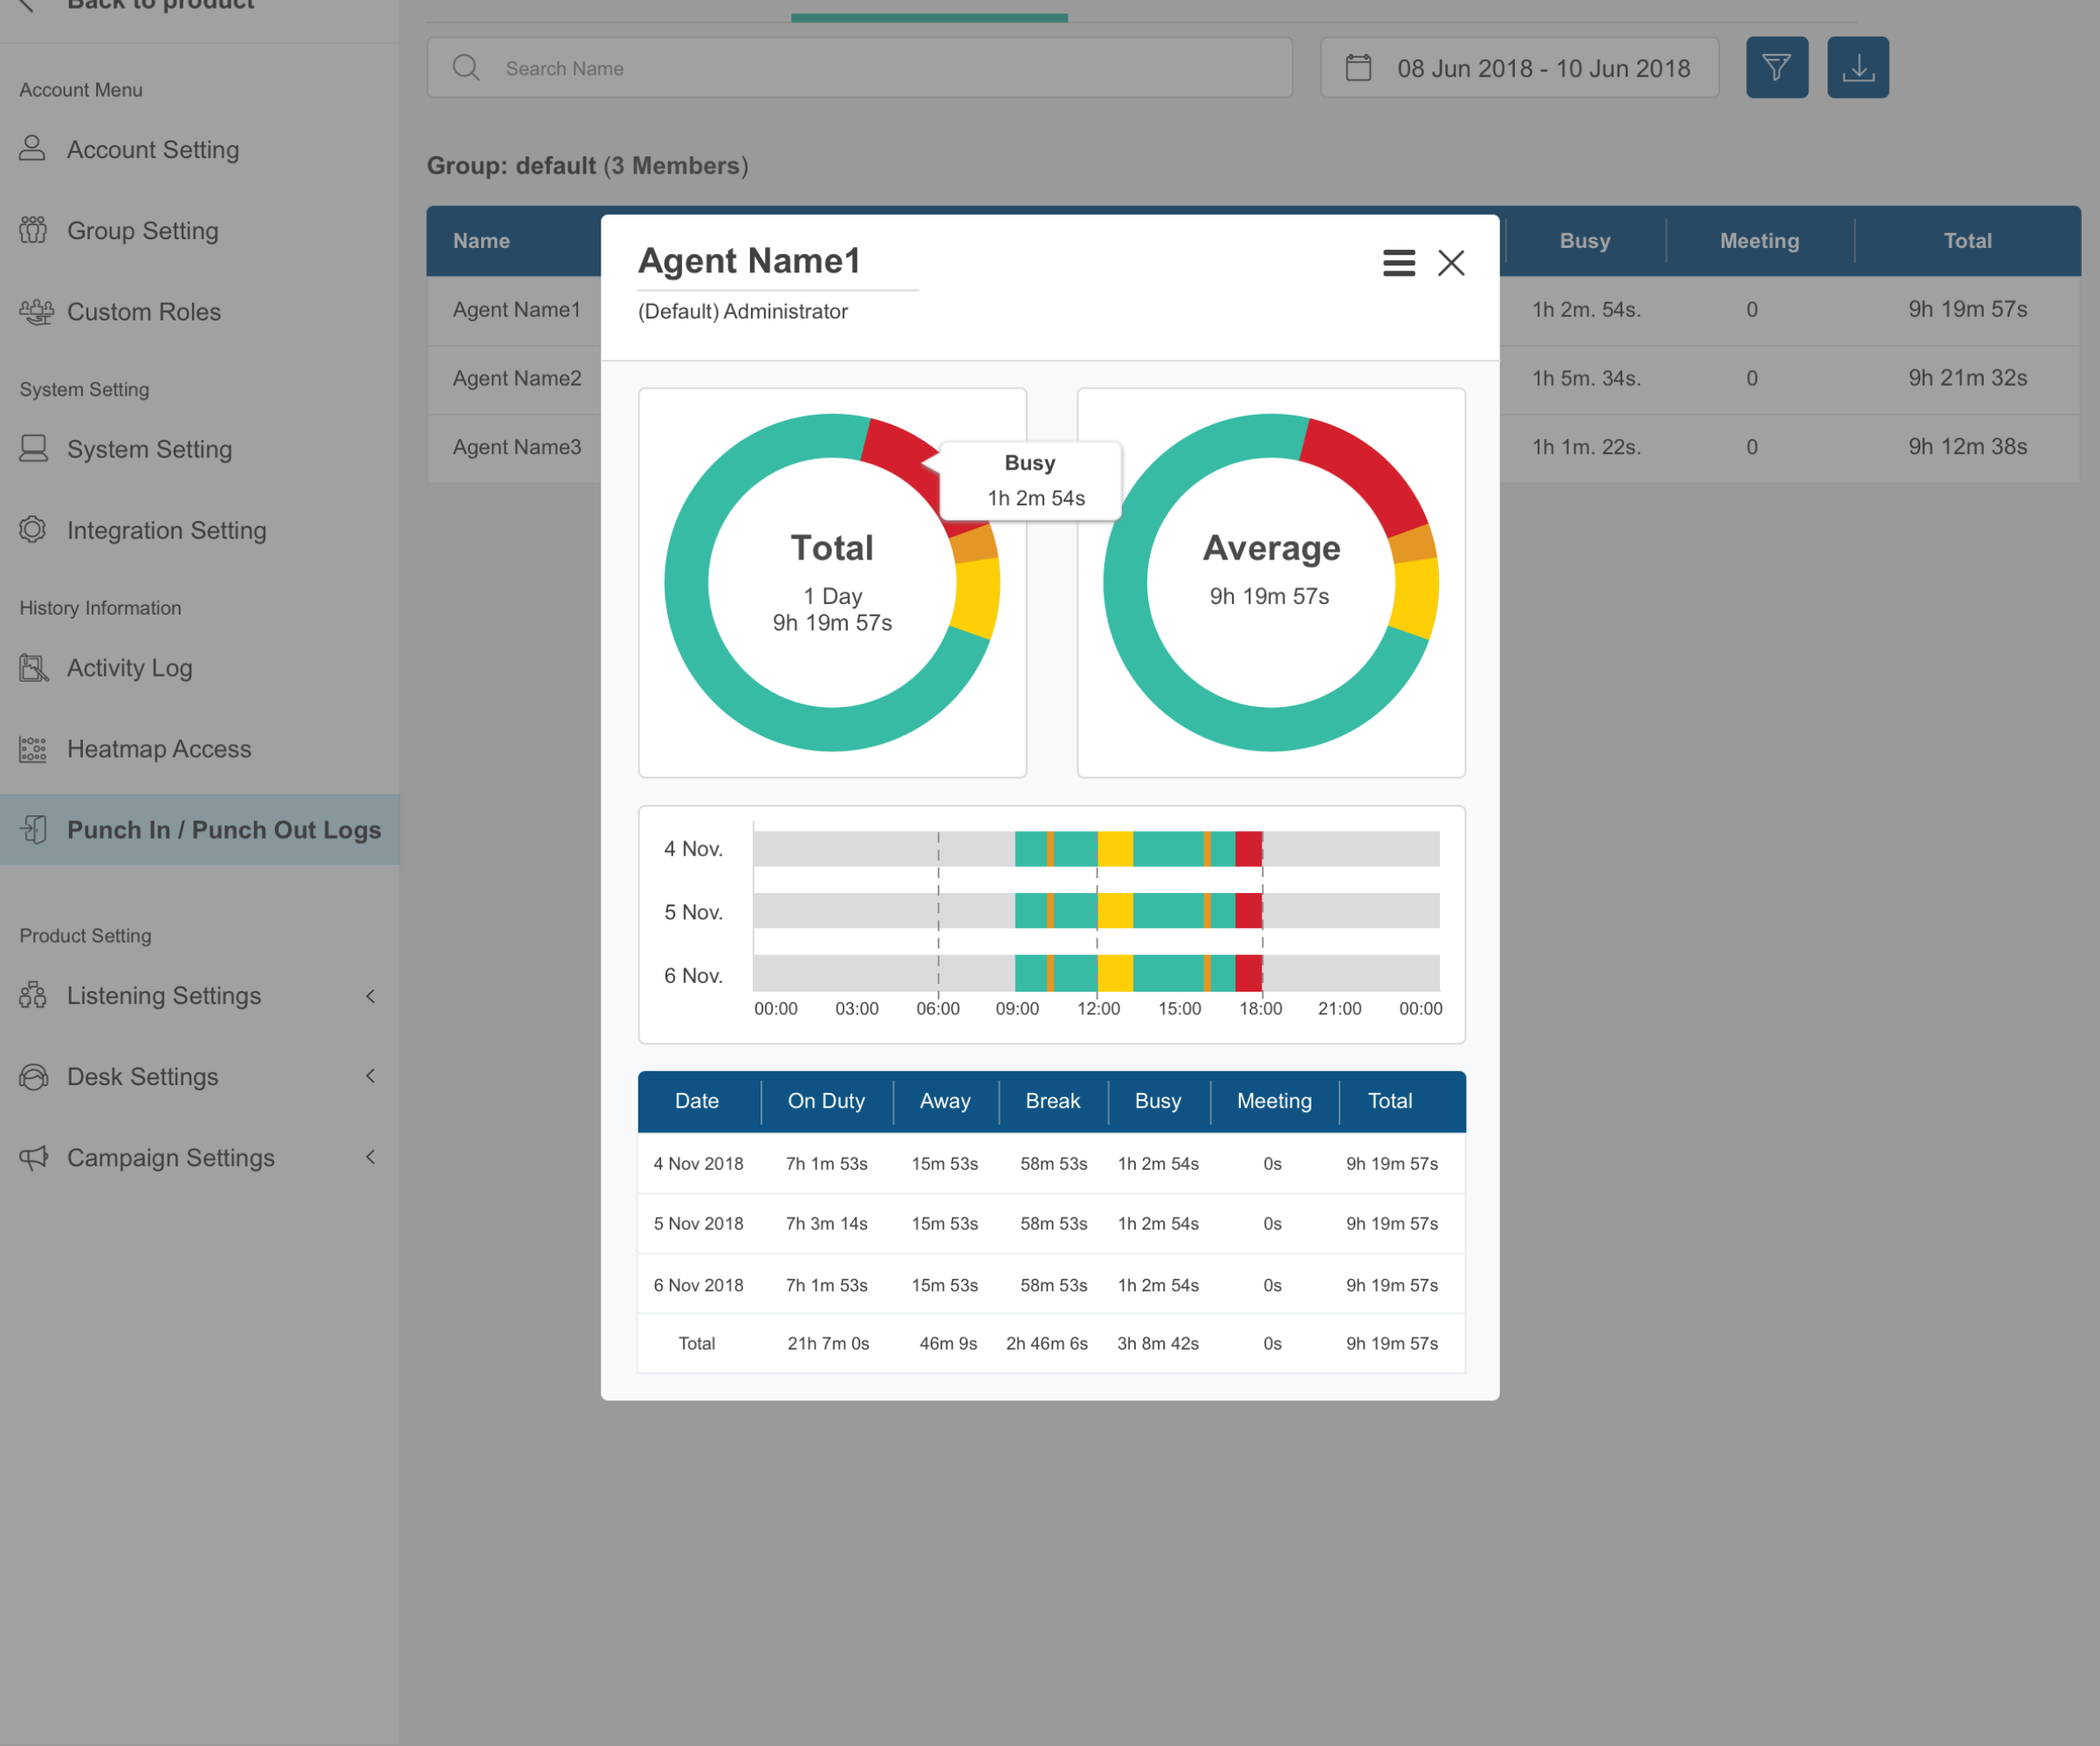 Back to product
Account Menu
Account Setting
Group Setting
Custom Roles
System Setting
System Setting
Integration Setting
History Information
Activity Log
Heatmap Access
Punch In / Punch Out Logs
Product Setting
Listening Settings
Desk Settings
Campaign Settings
Search Name
08 Jun 2018 - 10 Jun 2018
Group: default (3 Members)
Name Busy Meeting Total
Agent Name1 1h 2m. 54s. 0 9h 19m 57s
Agent Name2 1h 5m. 34s. 0 9h 21m 32s
Agent Name3 1h 1m. 22s. 0 9h 12m 38s
Agent Name1
(Default) Administrator
Busy
1h 2m 54s
Total
1 Day
9h 19m 57s
Average
9h 19m 57s
4 Nov.
5 Nov.
6 Nov.
00:00 03:00 06:00 09:00 12:00 15:00 18:00 21:00 00:00
Date On Duty Away Break Busy Meeting Total
4 Nov 2018 7h 1m 53s 15m 53s 58m 53s 1h 2m 54s 0s 9h 19m 57s
5 Nov 2018 7h 3m 14s 15m 53s 58m 53s 1h 2m 54s 0s 9h 19m 57s
6 Nov 2018 7h 1m 53s 15m 53s 58m 53s 1h 2m 54s 0s 9h 19m 57s
Total 21h 7m 0s 46m 9s 2h 46m 6s 3h 8m 42s 0s 9h 19m 57s